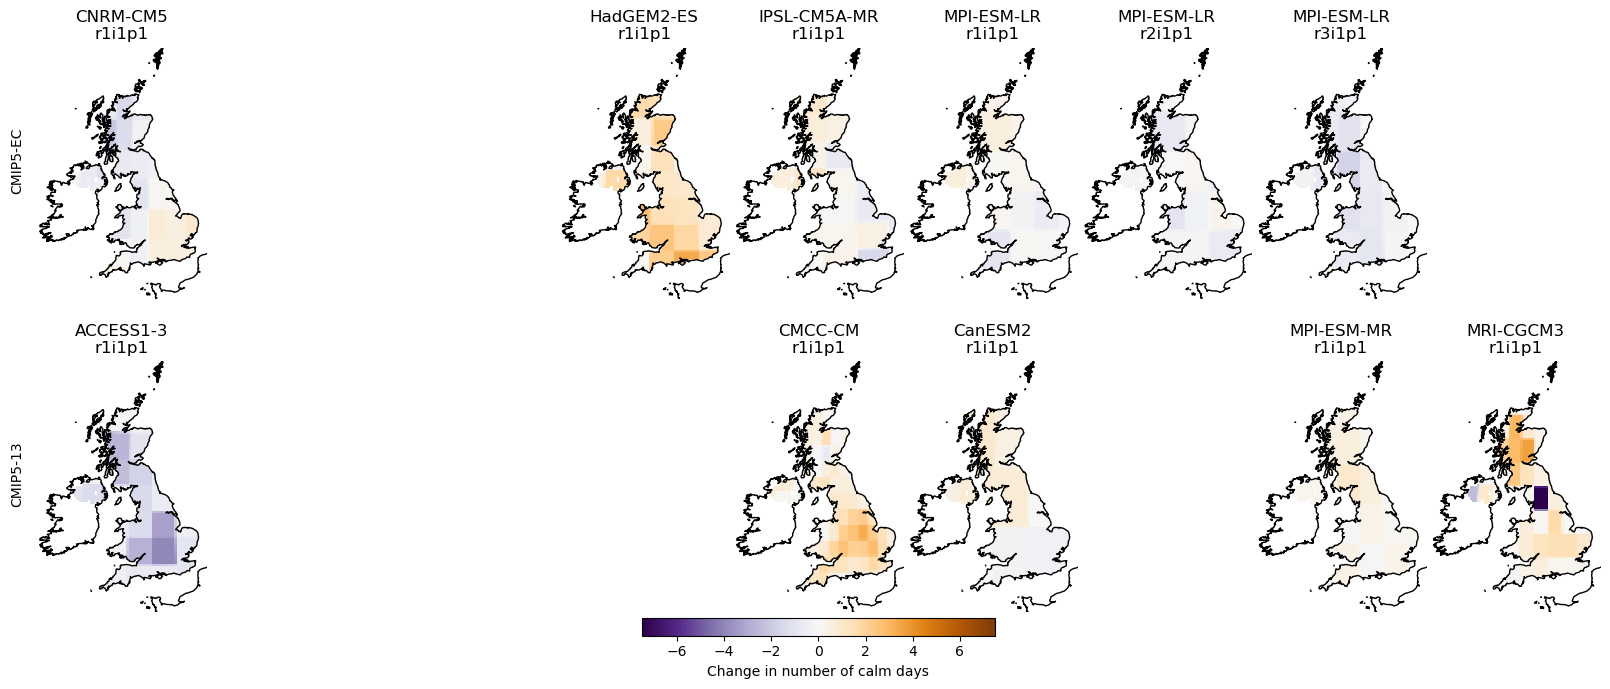 CNRM-CM5
r1i1p1
HadGEM2-ES
r1i1p1
IPSL-CM5A-MR
r1i1p1
MPI-ESM-LR
r1i1p1
MPI-ESM-LR
r2i1p1
MPI-ESM-LR
r3i1p1
CMIP5-EC
ACCESS1-3
r1i1p1
CMCC-CM
r1i1p1
CanESM2
r1i1p1
MPI-ESM-MR
r1i1p1
MRI-CGCM3
r1i1p1
CMIP5-13
−6 −4 −2 0 2 4 6
Change in number of calm days